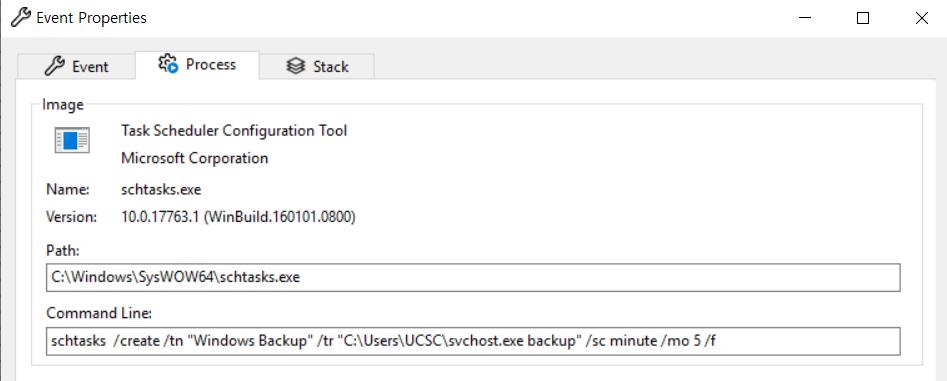 Event Properties
Event
Process
Stack
Image
Task Scheduler Configuration Tool
Microsoft Corporation
Name: schtasks.exe
Version: 10.0.17763.1 (WinBuild.160101.0800)
Path:
C:\Windows\SysWOW64\schtasks.exe
Command Line:
schtasks  /create /tn "Windows Backup" /tr "C:\Users\UCSC\svchost.exe backup" /sc minute /mo 5 /f